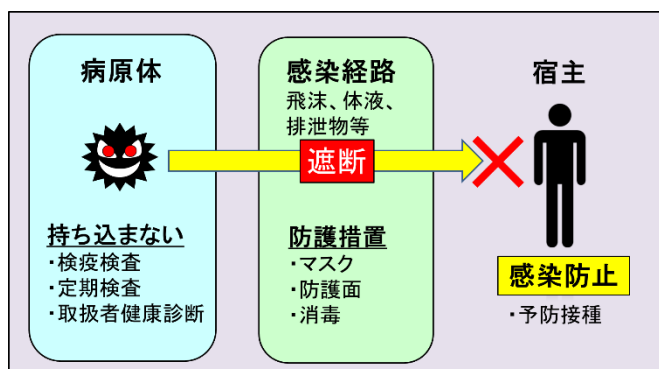 病原体
持ち込まない
・検疫検査
・定期検査
・取扱者健康診断
感染経路
飛沫、体液、
排泄物等
遮断
防護措置
・マスク
・防護面
・消毒
宿主
感染防止
・予防接種